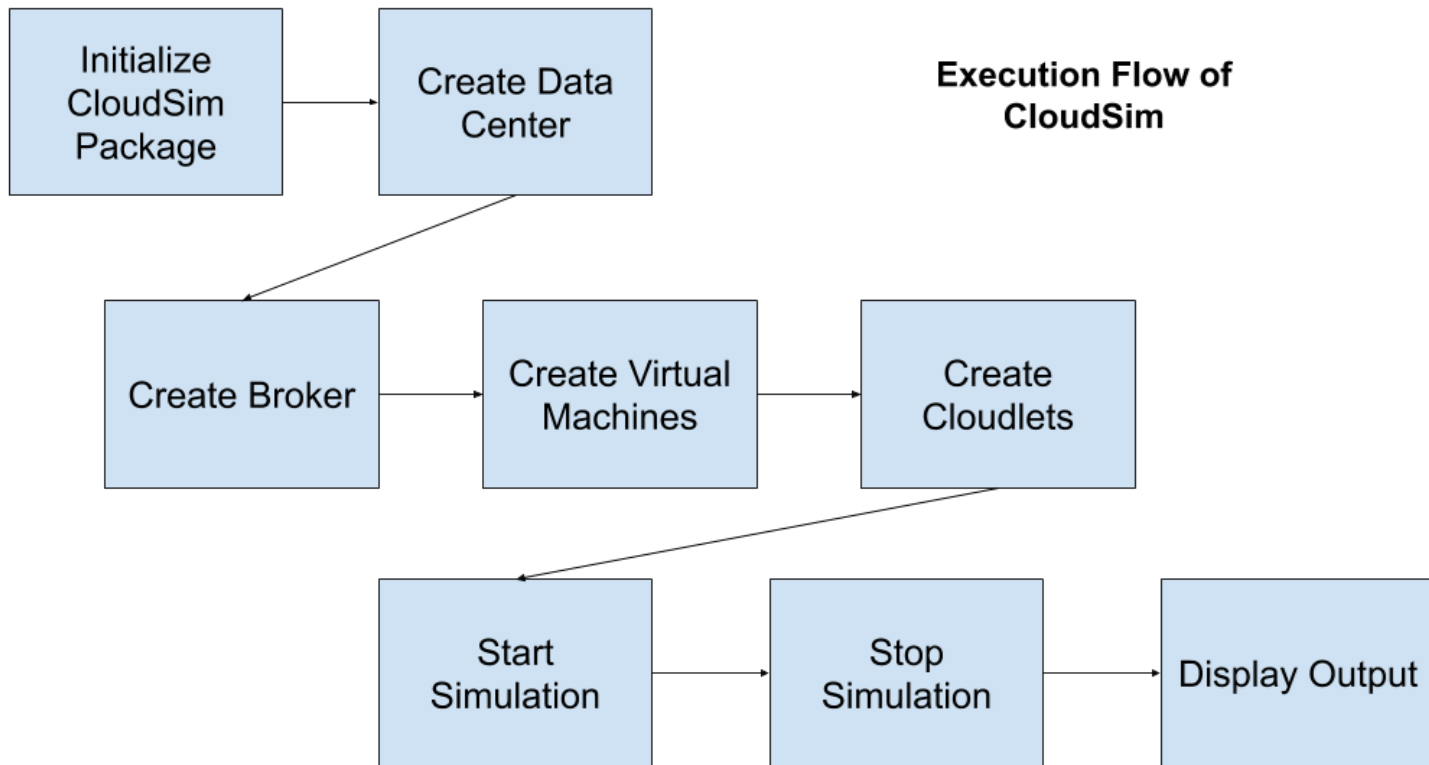 Initialize
CloudSim
Package
Create Data
Center
Execution Flow of
CloudSim
Create Broker
Create Virtual
Machines
Create
Cloudlets
Start
Simulation
Stop
Simulation
Display Output